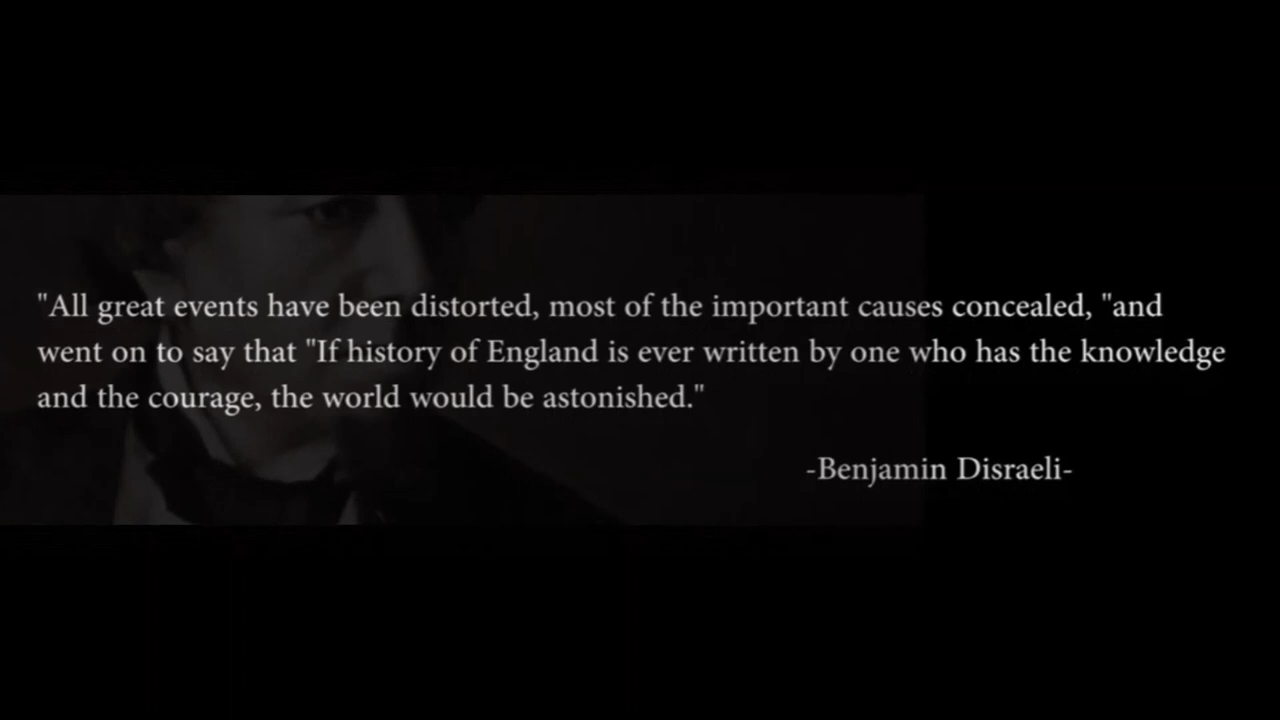 "All great events have been distorted, most of the important causes concealed, "and
went on to say that "If history of England is ever written by one who has the knowledge
and the courage, the world would be astonished."
-Benjamin Disraeli-